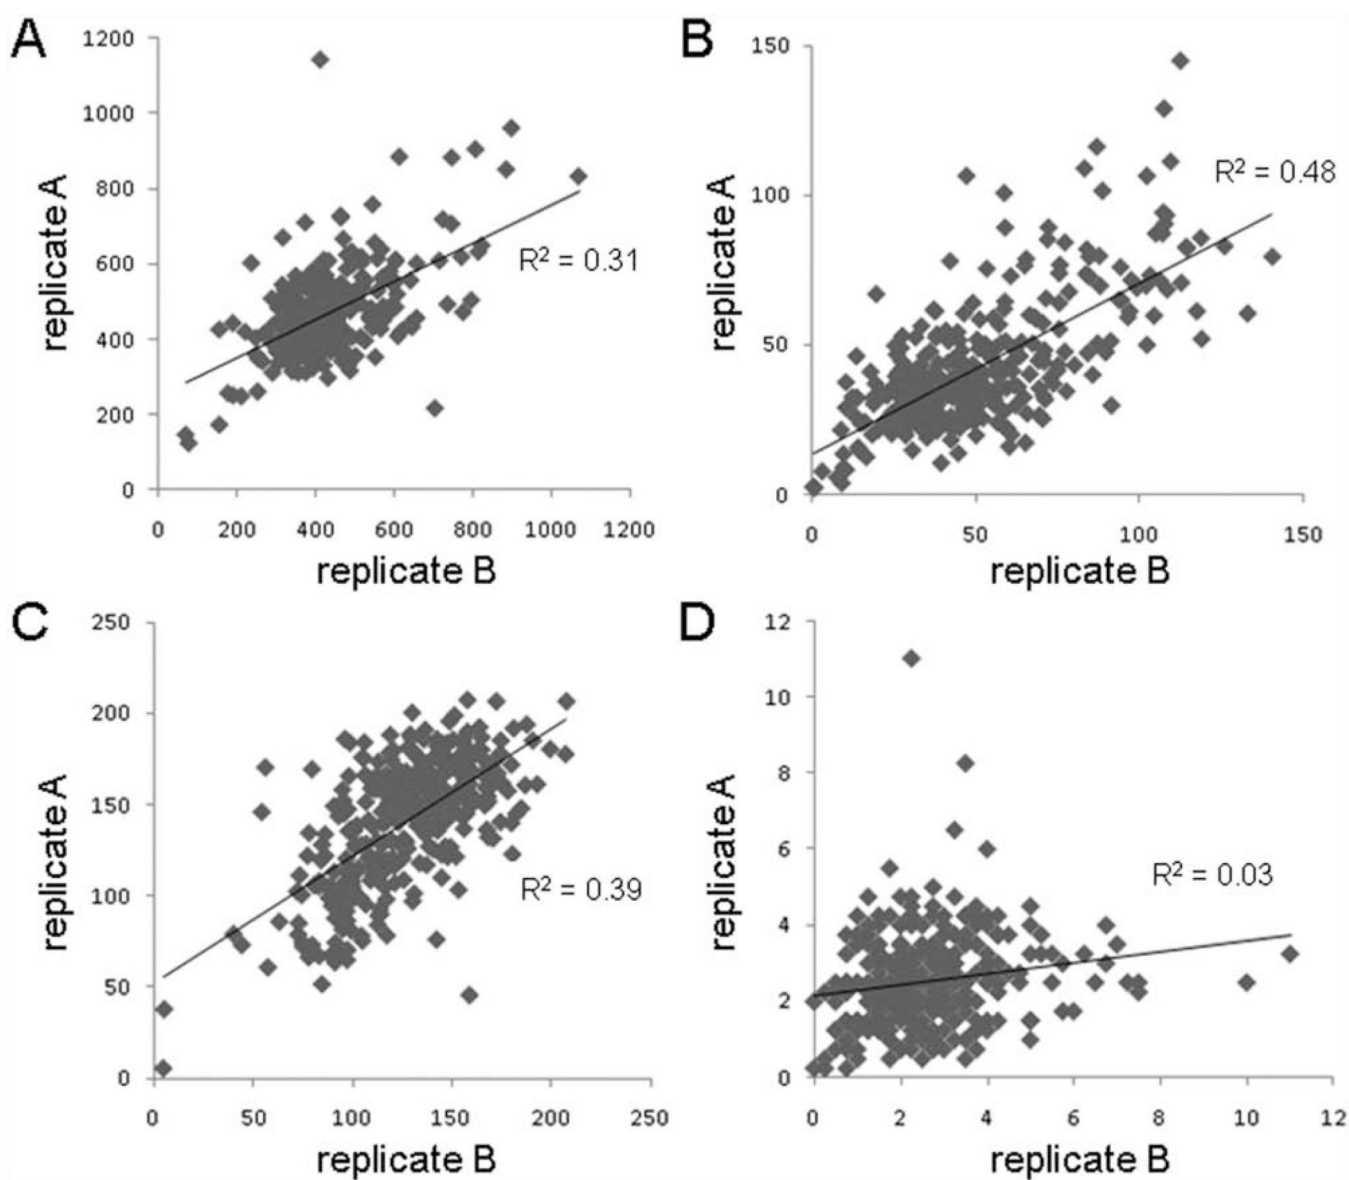 A
1200
1000
800
600
400
200
0
0 200 400 600 800 1000 1200
replicate A
replicate B
R² = 0.31
B
150
100
50
0
0 50 100 150
replicate A
replicate B
R² = 0.48
C
250
200
150
100
50
0
0 50 100 150 200 250
replicate A
replicate B
R² = 0.39
D
12
10
8
6
4
2
0
0 2 4 6 8 10 12
replicate A
replicate B
R² = 0.03